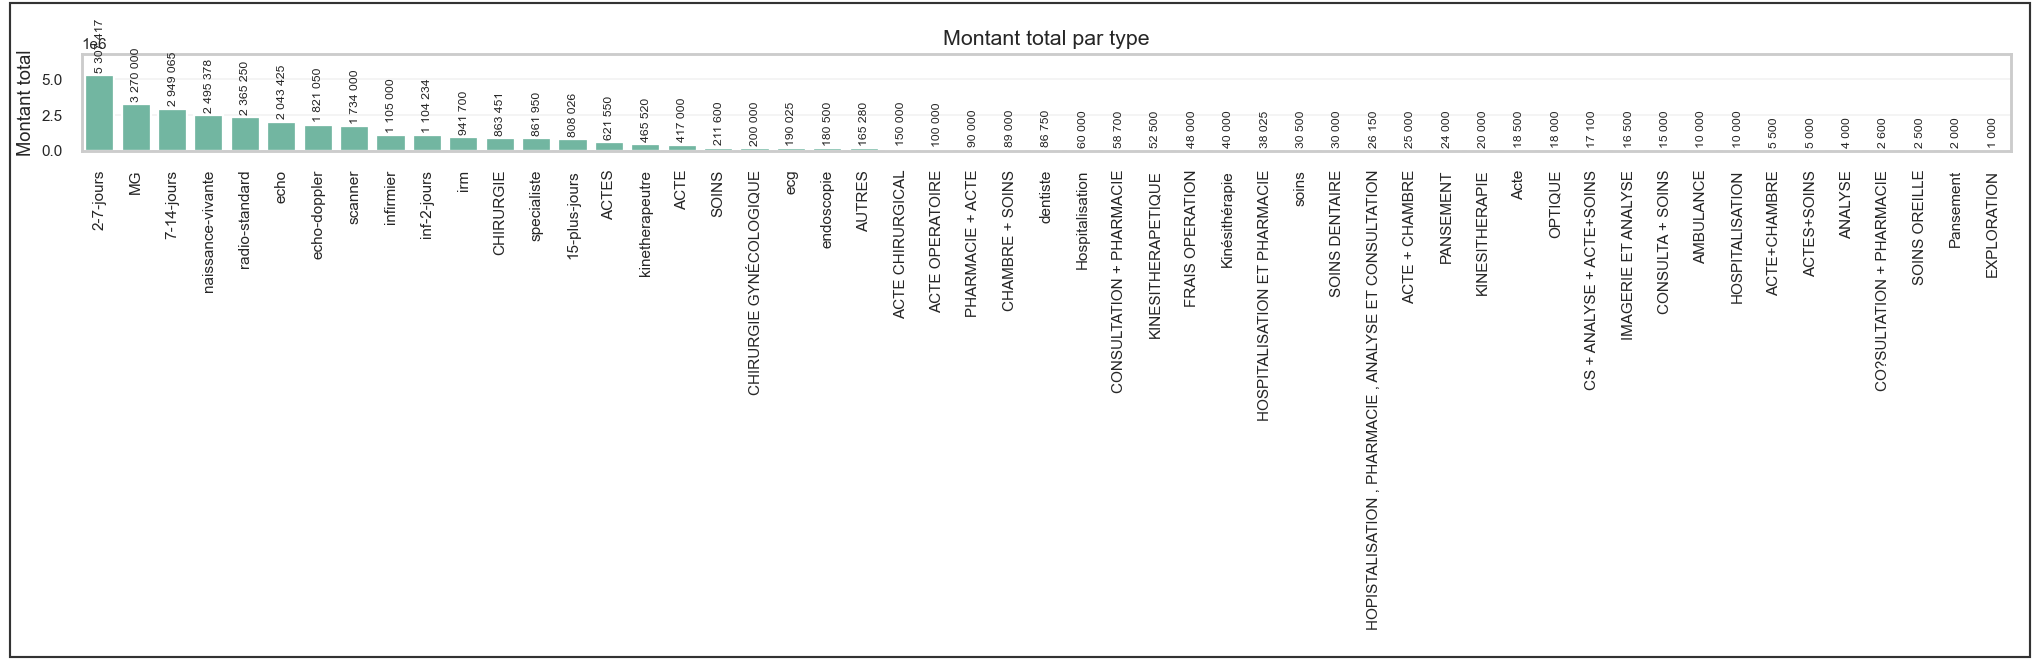 Montant total par type
1e6
Montant total
5.0
2.5
0.0
3 270 000
2 949 065
2 495 378
2 365 250
2 043 425
1 821 050
1 734 000
1 105 000
1 104 234
941 700
863 451
861 950
808 026
621 550
465 520
417 000
211 600
200 000
190 025
180 500
165 280
150 000
100 000
90 000
89 000
86 750
60 000
58 700
52 500
48 000
40 000
38 025
30 500
30 000
26 150
25 000
24 000
20 000
18 500
18 000
17 100
16 500
15 000
10 000
10 000
5 500
5 000
4 000
2 600
2 500
2 000
1 000
2-7-jours
MG
7-14-jours
naissance-vivante
radio-standard
echo
echo-doppler
scanner
infirmier
inf-2-jours
irm
CHIRURGIE
specialiste
15-plus-jours
ACTES
kinetherapeutre
ACTE
SOINS
CHIRURGIE GYNÉCOLOGIQUE
ecg
endoscopie
AUTRES
ACTE CHIRURGICAL
ACTE OPERATOIRE
PHARMACIE + ACTE
CHAMBRE + SOINS
dentiste
Hospitalisation
CONSULTATION + PHARMACIE
KINESITHERAPETIQUE
FRAIS OPERATION
Kinésithérapie
HOSPITALISATION ET PHARMACIE
soins
SOINS DENTAIRE
HOPISTALISATION , PHARMACIE , ANALYSE ET CONSULTATION
ACTE + CHAMBRE
PANSEMENT
KINESITHERAPIE
Acte
OPTIQUE
CS + ANALYSE + ACTE+SOINS
IMAGERIE ET ANALYSE
CONSULTA + SOINS
AMBULANCE
HOSPITALISATION
ACTE+CHAMBRE
ACTES+SOINS
ANALYSE
CO?SULTATION + PHARMACIE
SOINS OREILLE
Pansement
EXPLORATION